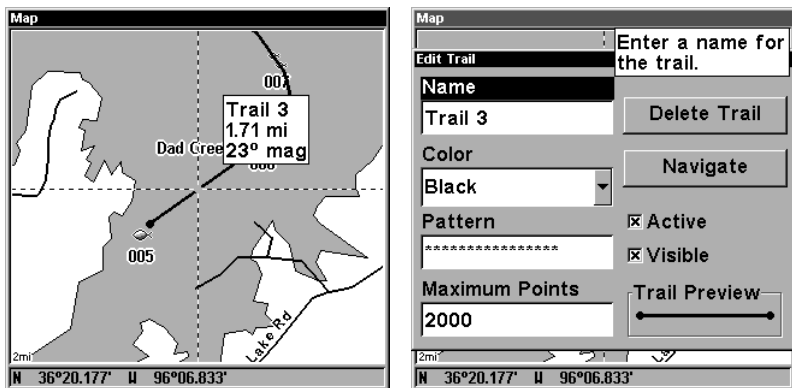 Map
007
Trail 3
1.71 mi
23º mag
Dad Cree
005
Lake Rd
2mi
N 36º20.177' W 96º06.833'
Map
Enter a name for
the trail.
Edit Trail
Name
Trail 3
Delete Trail
Color
Black
Navigate
Pattern
***************
Active
Visible
Maximum Points
2000
Trail Preview
2mi
N 36º20.177' W 96º06.833'